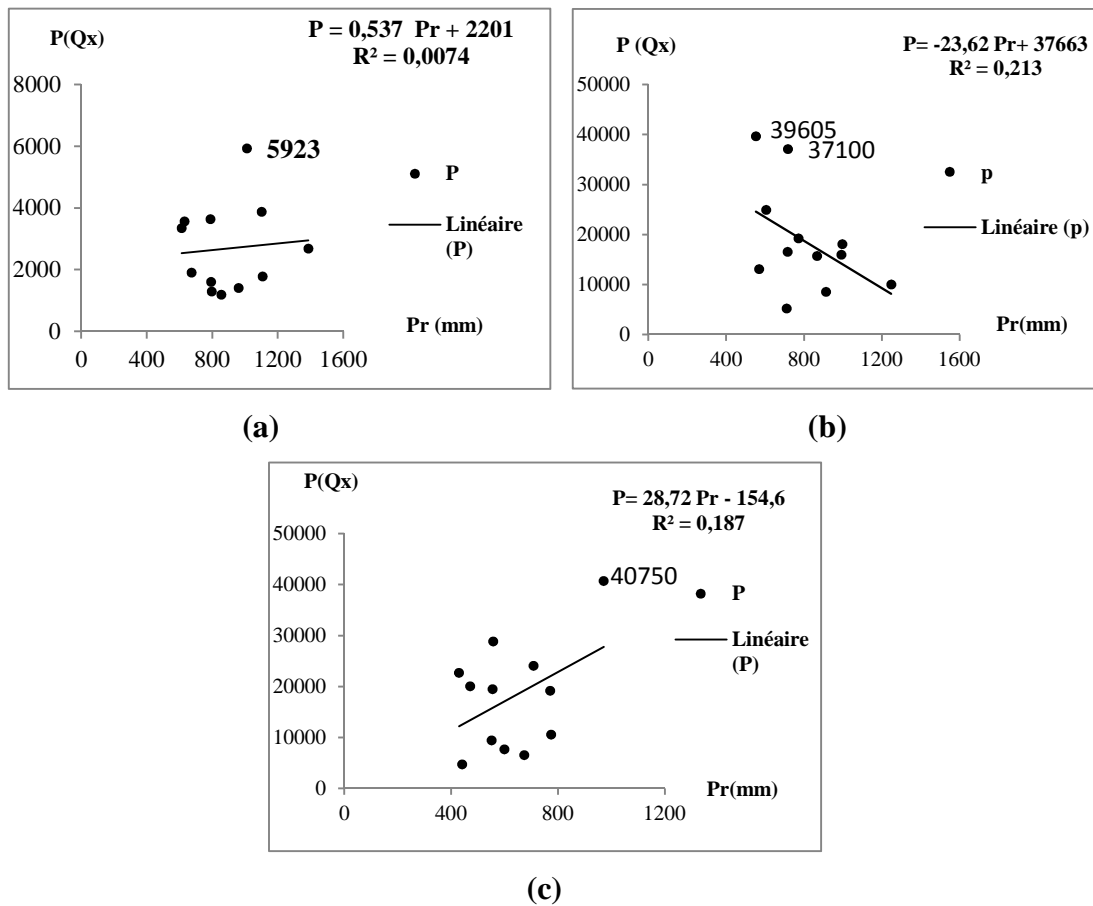 P(Qx)
P = 0,537 Pr + 2201
R² = 0,0074
8000
6000
4000
2000
0
5923
P
Linéaire
(P)
Pr (mm)
0 400 800 1200 1600
(a)
P (Qx)
P= -23,62 Pr+ 37663
R² = 0,213
50000
40000
30000
20000
10000
0
39605
37100
p
Linéaire (p)
Pr(mm)
0 400 800 1200 1600
(b)
P(Qx)
P= 28,72 Pr - 154,6
R² = 0,187
50000
40000
30000
20000
10000
0
40750
P
Linéaire
(P)
Pr(mm)
0 400 800 1200
(c)